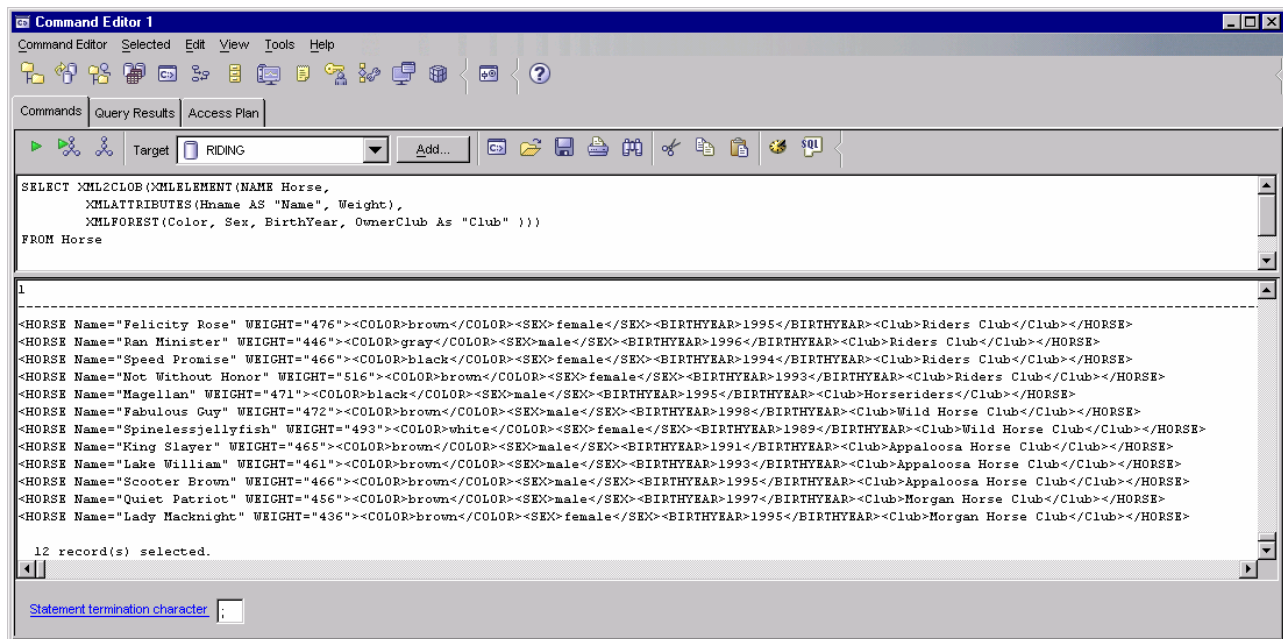 Command Editor 1
Command Editor Selected Edit View Tools Help
Commands Query Results Access Plan
Target RIDING Add...
SELECT XML2CLOB(XMLELEMENT(NAME Horse,
XMLATTRIBUTES(Hname AS "Name", Weight),
XMLFOREST(Color, Sex, BirthYear, OwnerClub As "Club" )))
FROM Horse
1
--------------------------------------------------------------------------------
<HORSE Name="Felicity Rose" WEIGHT="476"><COLOR>brown</COLOR><SEX>female</SEX><BIRTHYEAR>1995</BIRTHYEAR><Club>Riders Club</Club></HORSE>
<HORSE Name="Ran Minister" WEIGHT="446"><COLOR>gray</COLOR><SEX>male</SEX><BIRTHYEAR>1996</BIRTHYEAR><Club>Riders Club</Club></HORSE>
<HORSE Name="Speed Promise" WEIGHT="466"><COLOR>black</COLOR><SEX>female</SEX><BIRTHYEAR>1994</BIRTHYEAR><Club>Riders Club</Club></HORSE>
<HORSE Name="Not Without Honor" WEIGHT="516"><COLOR>brown</COLOR><SEX>female</SEX><BIRTHYEAR>1993</BIRTHYEAR><Club>Riders Club</Club></HORSE>
<HORSE Name="Magellan" WEIGHT="471"><COLOR>black</COLOR><SEX>male</SEX><BIRTHYEAR>1995</BIRTHYEAR><Club>Horseriders</Club></HORSE>
<HORSE Name="Fabulous Guy" WEIGHT="472"><COLOR>brown</COLOR><SEX>male</SEX><BIRTHYEAR>1998</BIRTHYEAR><Club>Wild Horse Club</Club></HORSE>
<HORSE Name="Spinelessjellyfish" WEIGHT="493"><COLOR>white</COLOR><SEX>female</SEX><BIRTHYEAR>1989</BIRTHYEAR><Club>Wild Horse Club</Club></HORSE>
<HORSE Name="King Slayer" WEIGHT="465"><COLOR>brown</COLOR><SEX>male</SEX><BIRTHYEAR>1991</BIRTHYEAR><Club>Appaloosa Horse Club</Club></HORSE>
<HORSE Name="Lake William" WEIGHT="461"><COLOR>brown</COLOR><SEX>male</SEX><BIRTHYEAR>1993</BIRTHYEAR><Club>Appaloosa Horse Club</Club></HORSE>
<HORSE Name="Scooter Brown" WEIGHT="466"><COLOR>brown</COLOR><SEX>male</SEX><BIRTHYEAR>1995</BIRTHYEAR><Club>Appaloosa Horse Club</Club></HORSE>
<HORSE Name="Quiet Patriot" WEIGHT="456"><COLOR>brown</COLOR><SEX>male</SEX><BIRTHYEAR>1997</BIRTHYEAR><Club>Morgan Horse Club</Club></HORSE>
<HORSE Name="Lady Macknight" WEIGHT="436"><COLOR>brown</COLOR><SEX>female</SEX><BIRTHYEAR>1995</BIRTHYEAR><Club>Morgan Horse Club</Club></HORSE>
12 record(s) selected.
Statement termination character ;